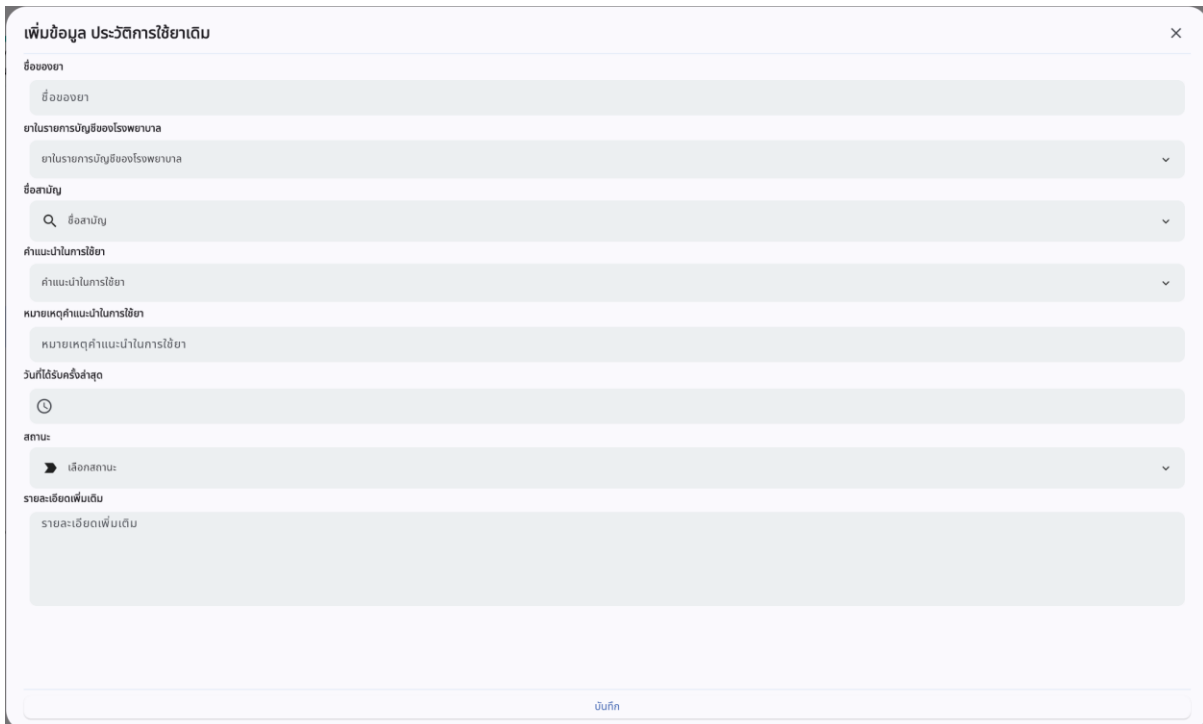 เพิ่มข้อมูล ประวัติการใช้ยาเดิม
ชื่อของยา
ชื่อของยา
ยาในรายการบัญชีของโรงพยาบาล
ยาในรายการบัญชีของโรงพยาบาล
ชื่อสามัญ
ชื่อสามัญ
คำแนะนำในการใช้ยา
คำแนะนำในการใช้ยา
หมายเหตุคำแนะนำในการใช้ยา
หมายเหตุคำแนะนำในการใช้ยา
วันที่ได้รับครั้งล่าสุด
สถานะ
เลือกสถานะ
รายละเอียดเพิ่มเติม
รายละเอียดเพิ่มเติม
บันทึก